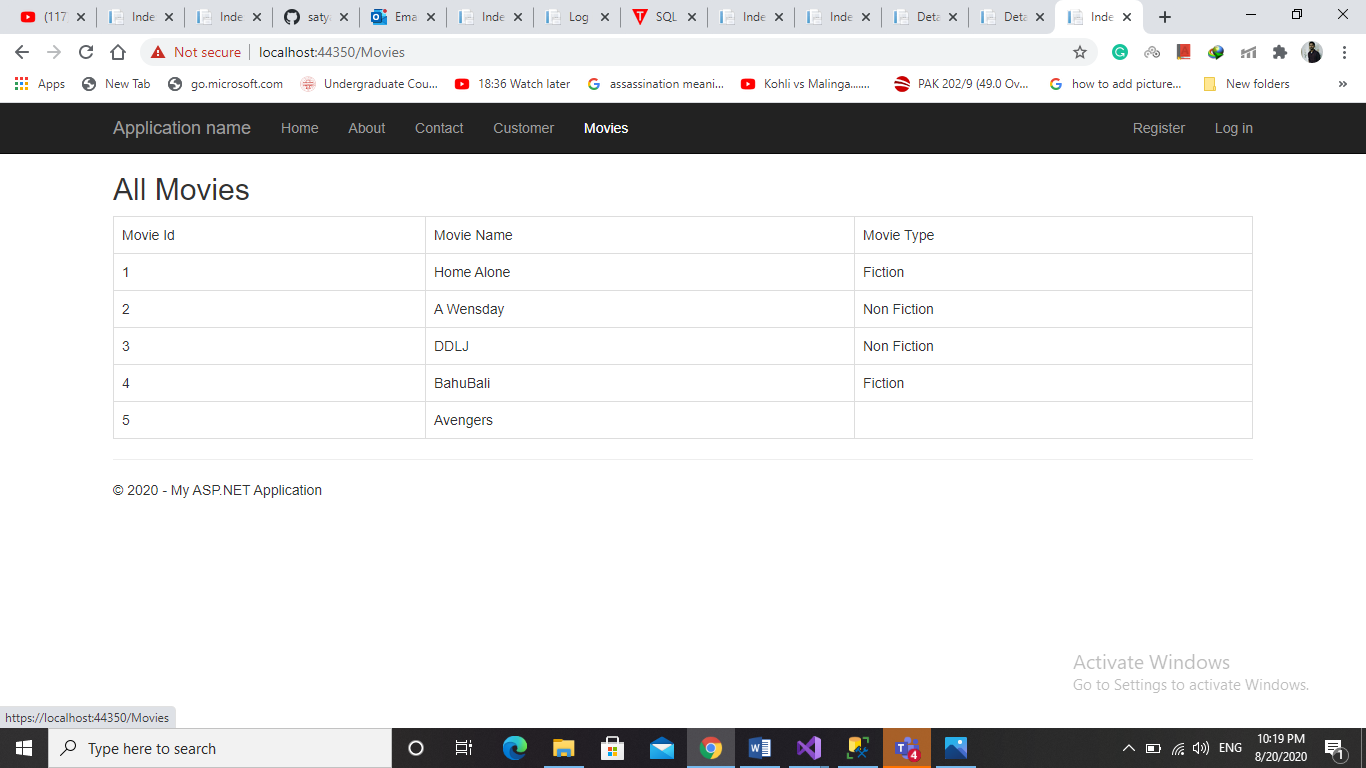 (117 Inde Inde saty Ema Inde Log SQL Inde Inde Deta Deta Inde
Not secure localhost:44350/Movies
Apps New Tab go.microsoft.com Undergraduate Cou... 18:36 Watch later assassination meani... Kohli vs Malinga....... PAK 202/9 (49.0 Ov... how to add picture... New folders »
Application name Home About Contact Customer Movies Register Log in
All Movies
Movie Id Movie Name Movie Type
1 Home Alone Fiction
2 A Wensday Non Fiction
3 DDLJ Non Fiction
4 BahuBali Fiction
5 Avengers
© 2020 - My ASP.NET Application
Activate Windows
Go to Settings to activate Windows.
https://localhost:44350/Movies
Type here to search 4 ENG 10:19 PM 1
8/20/2020